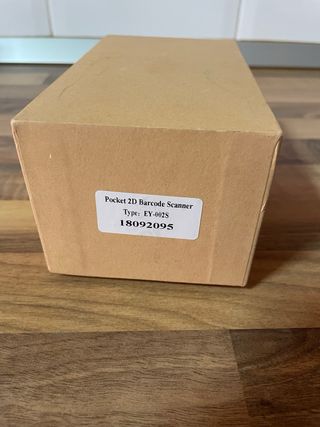 Pocket 2D Barcode Scanner
Type: EY-002S
18092095